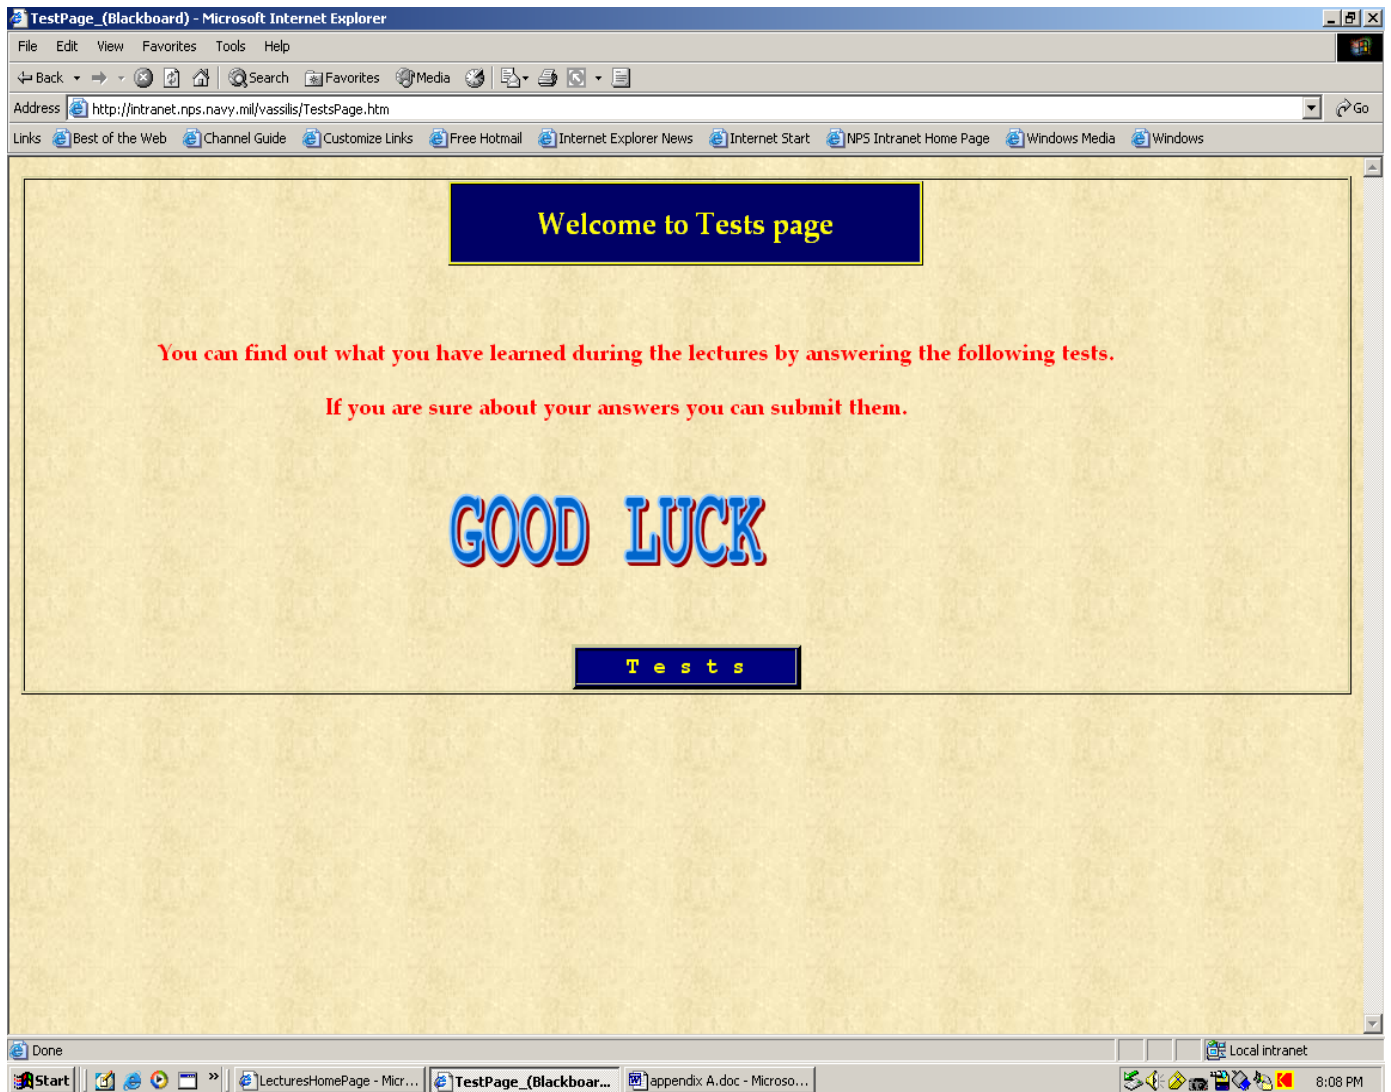 TestPage_(Blackboard) - Microsoft Internet Explorer
File Edit View Favorites Tools Help
Back Search Favorites Media
Address http://intranet.nps.navy.mil/vassilis/TestsPage.htm Go
Links Best of the Web Channel Guide Customize Links Free Hotmail Internet Explorer News Internet Start NPS Intranet Home Page Windows Media Windows
Welcome to Tests page
You can find out what you have learned during the lectures by answering the following tests.
If you are sure about your answers you can submit them.
GOOD LUCK
Tests
Done Local intranet
Start » LecturesHomePage - Micr... TestPage_(Blackboar... appendix A.doc - Microso... 8:08 PM